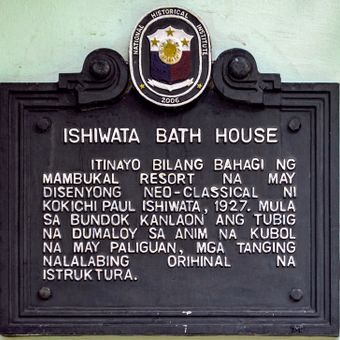 NATIONAL HISTORICAL INSTITUTE
2006
ISHIWATA BATH HOUSE
ITINAYO BILANG BAHAGI NG
MAMBUKAL RESORT NA MAY
DISENYONG NEO-CLASSICAL NI
KOKICHI PAUL ISHIWATA, 1927. MULA
SA BUNDOK KANLAON, ANG TUBIG
NA DUMALOY SA ANIM NA KUBOL
NA MAY PALIGUAN, MGA TANGING
NALALABING ORIHINAL NA
ISTRUKTURA.